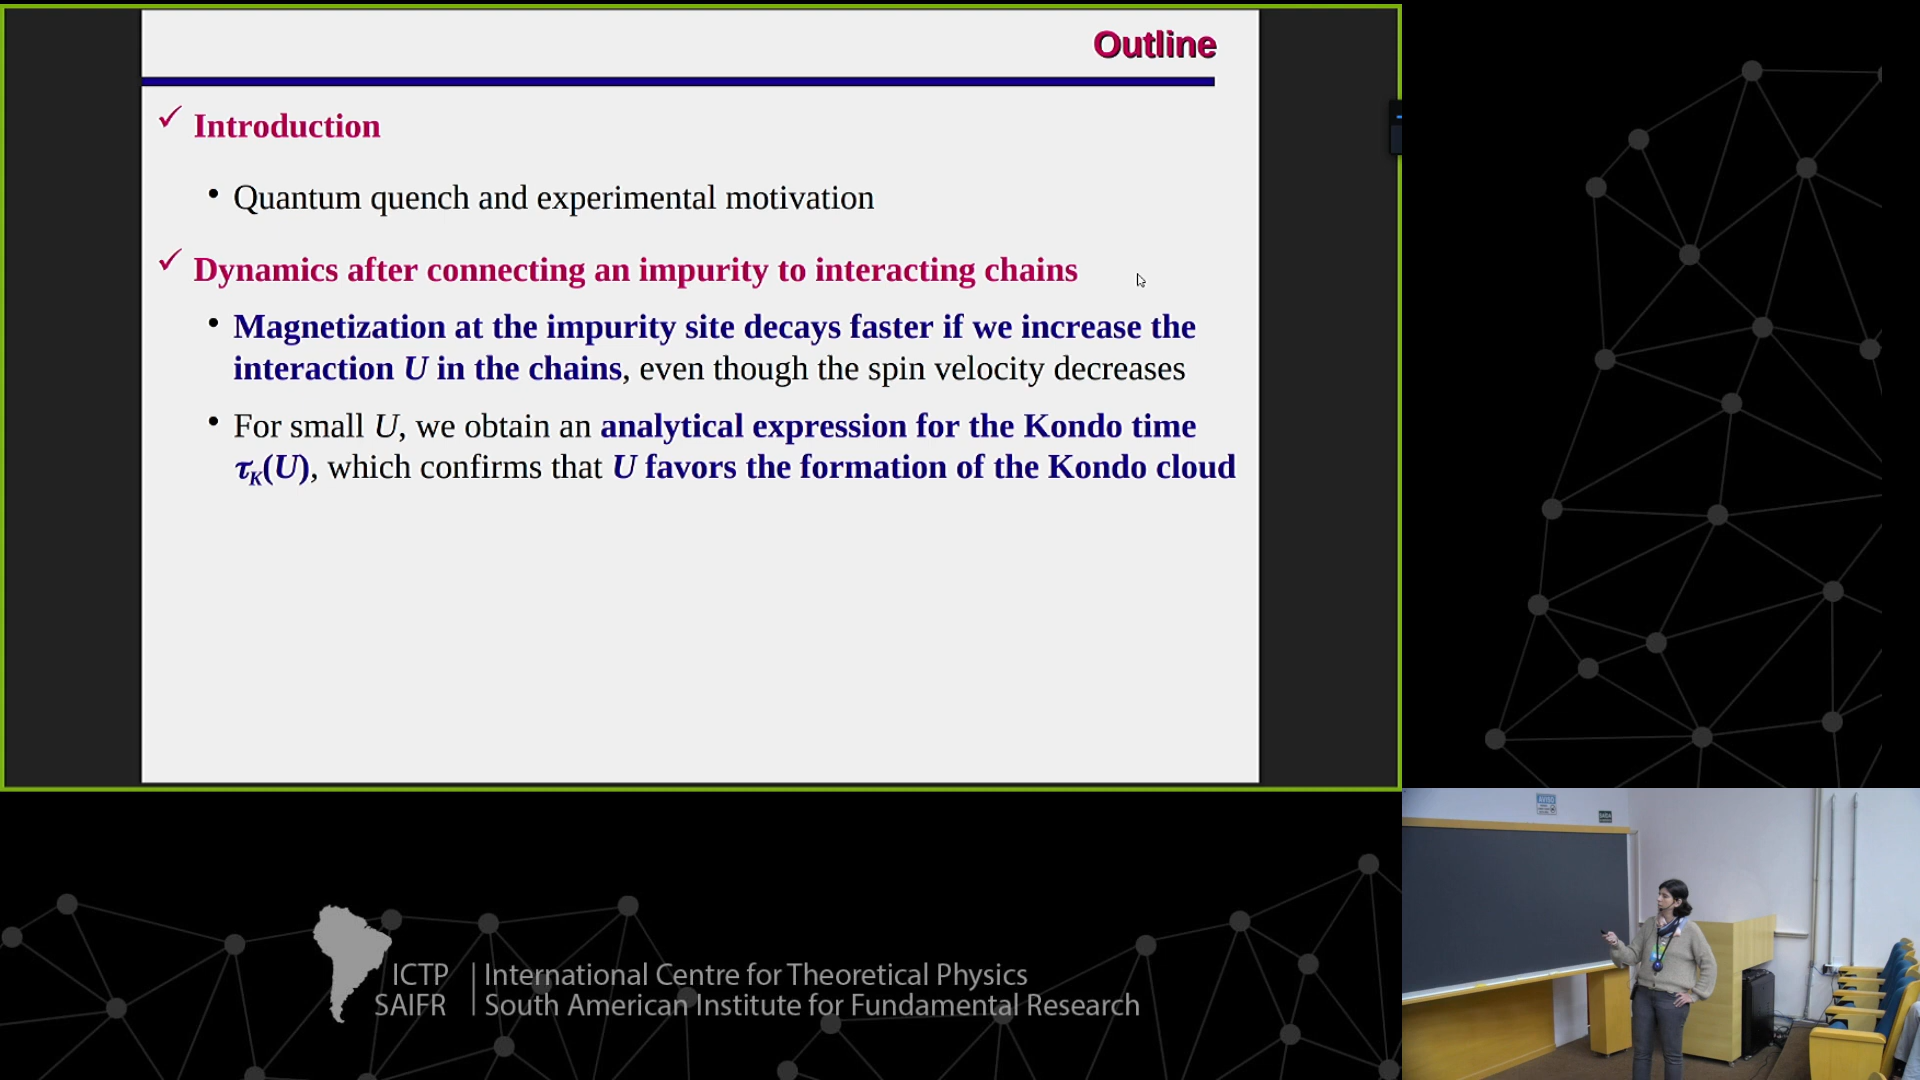 Outline
✓ Introduction
• Quantum quench and experimental motivation
✓ Dynamics after connecting an impurity to interacting chains
• Magnetization at the impurity site decays faster if we increase the
interaction U in the chains, even though the spin velocity decreases
• For small U, we obtain an analytical expression for the Kondo time
τK(U), which confirms that U favors the formation of the Kondo cloud
ICTP | International Centre for Theoretical Physics
SAIFR | South American Institute for Fundamental Research